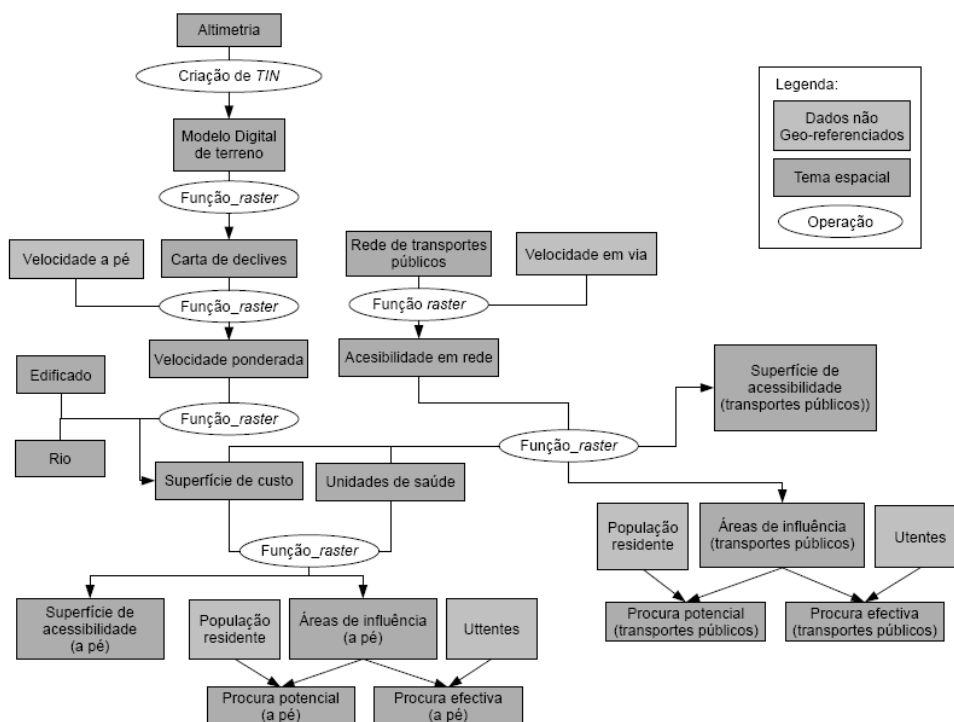 Altimetria
Criação de TIN
Legenda:
Dados não
Geo-referenciados
Tema espacial
Operação
Modelo Digital
de terreno
Função_raster
Velocidade a pé
Carta de declives
Rede de transportes
públicos
Velocidade em via
Função_raster
Função raster
Velocidade ponderada
Acesibilidade em rede
Edificado
Superfície de
acessibilidade
(transportes públicos))
Função_raster
Rio
Função_raster
Superfície de custo
Unidades de saúde
População
residente
Áreas de influência
(transportes públicos)
Utentes
Função_raster
Procura potencial
(transportes públicos)
Procura efectiva
(transportes públicos)
Superfície de
acessibilidade
(a pé)
População
residente
Áreas de influência
(a pé)
Uttentes
Procura potencial
(a pé)
Procura efectiva
(a pé)